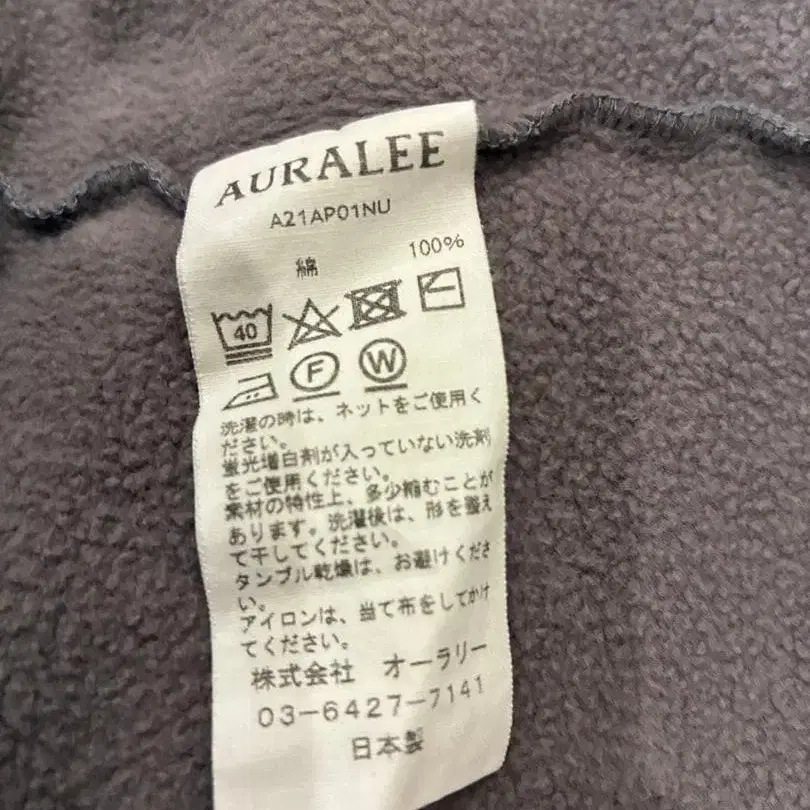 AURALEE
A21AP01NU
綿 100%
40
F W
洗濯の時は、ネットをご使用く
ださい。
蛍光増白剤が入っていない洗剤
をご使用ください。
素材の特性上、多少縮むことが
あります。洗濯後は、形を整え
て干してください。
タンブル乾燥は、お避けくださ
い。
アイロンは、当て布をしてかけ
てください。
株式会社 オーラリー
03-6427-7141
日本製